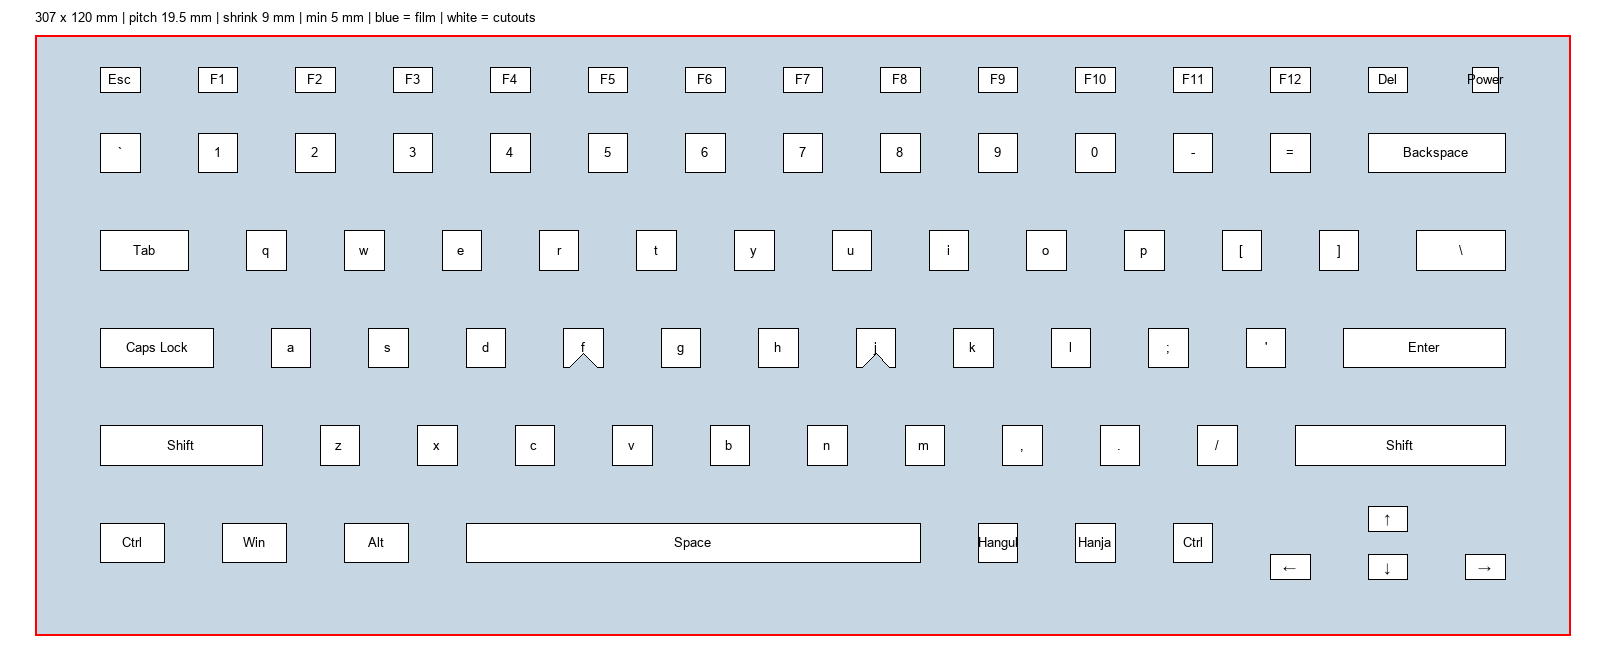 307 x 120 mm | pitch 19.5 mm | shrink 9 mm | min 5 mm | blue = film | white = cutouts
Esc F1 F2 F3 F4 F5 F6 F7 F8 F9 F10 F11 F12 Del Power
` 1 2 3 4 5 6 7 8 9 0 - = Backspace
Tab q w e r t y u i o p [ ] \
Caps Lock a s d f g h j k l ; ' Enter
Shift z x c v b n m , . / Shift
↑
Ctrl Win Alt Space Hangul Hanja Ctrl
← ↓ →